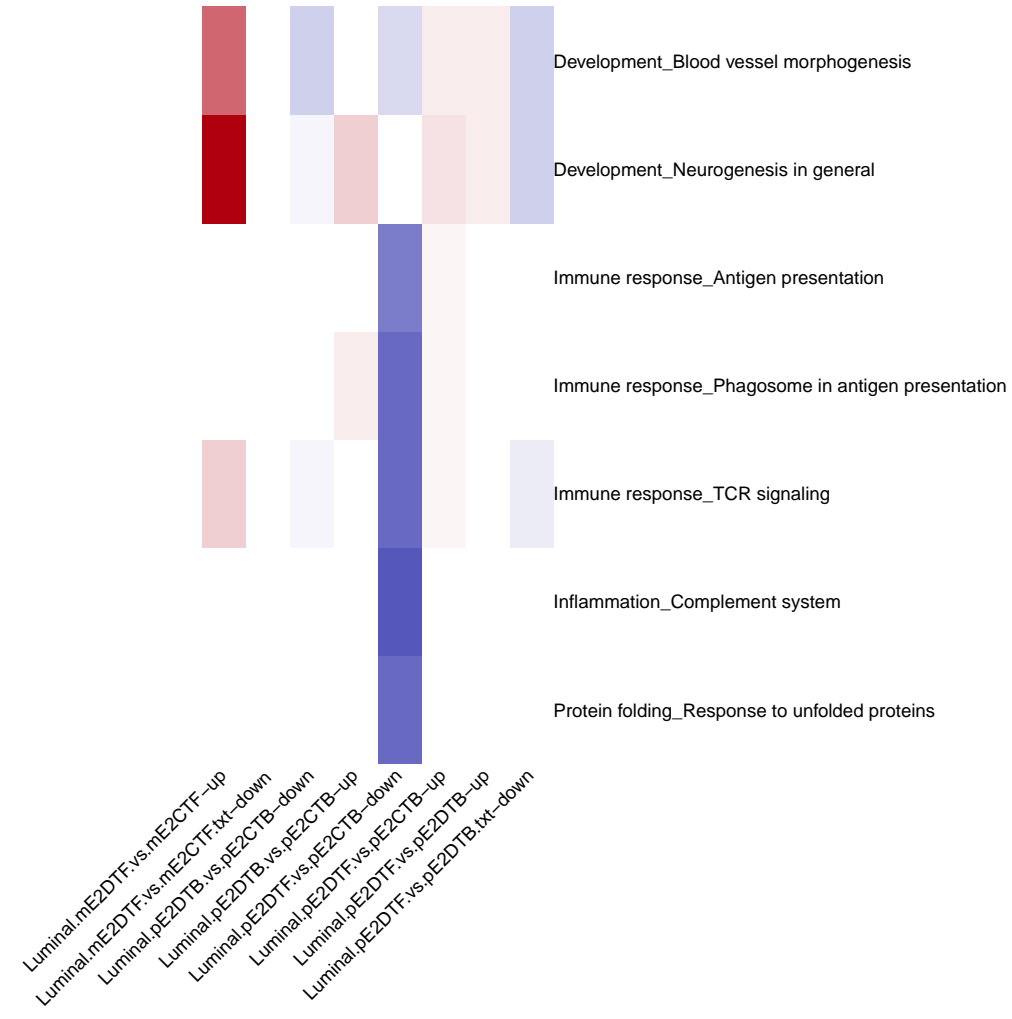 Development_Blood vessel morphogenesis
Development_Neurogenesis in general
Immune response_Antigen presentation
Immune response_Phagosome in antigen presentation
Immune response_TCR signaling
Inflammation_Complement system
Protein folding_Response to unfolded proteins
Luminal.mE2DTF.vs.mE2CTF−up
Luminal.mE2DTF.vs.mE2CTF.txt−down
Luminal.pE2DTB.vs.pE2CTB−down
Luminal.pE2DTB.vs.pE2CTB−up
Luminal.pE2DTF.vs.pE2CTB−down
Luminal.pE2DTF.vs.pE2CTB−up
Luminal.pE2DTF.vs.pE2DTB−up
Luminal.pE2DTF.vs.pE2DTB.txt−down